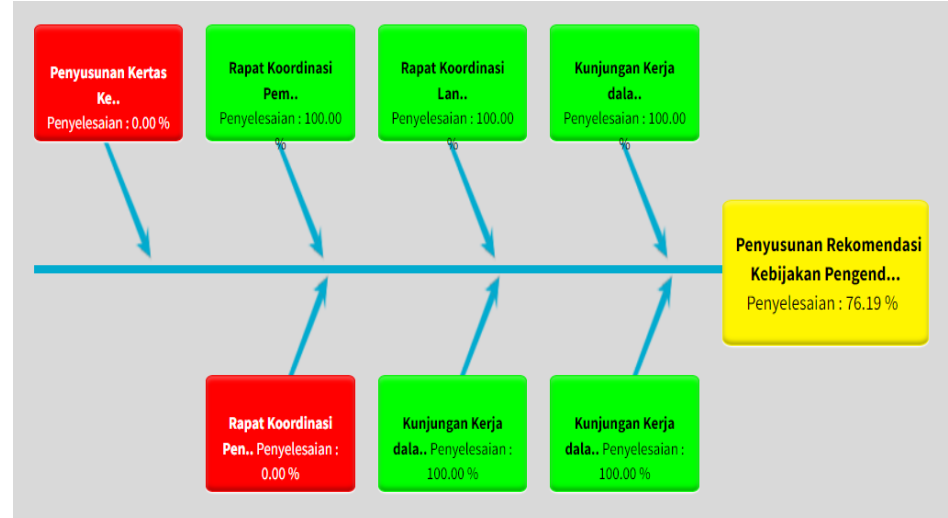 Penyusunan Kertas
Ke..
Penyelesaian : 0.00 %
Rapat Koordinasi
Pem..
Penyelesaian : 100.00
%
Rapat Koordinasi
Lan..
Penyelesaian : 100.00
%
Kunjungan Kerja
dala..
Penyelesaian : 100.00
%
Penyusunan Rekomendasi
Kebijakan Pengend...
Penyelesaian : 76.19 %
Rapat Koordinasi
Pen.. Penyelesaian :
0.00 %
Kunjungan Kerja
dala.. Penyelesaian :
100.00 %
Kunjungan Kerja
dala.. Penyelesaian :
100.00 %